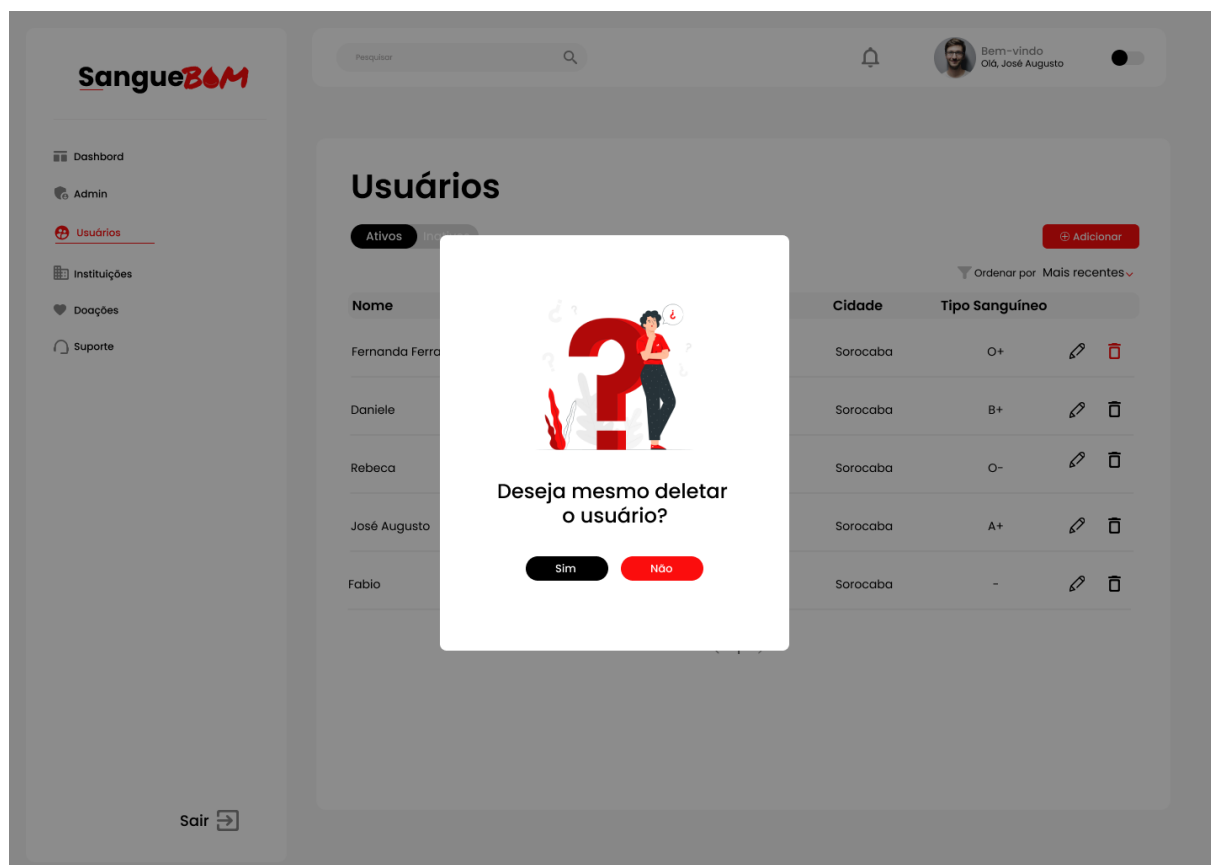 SangueBOM
Pesquisar
Bem-vindo
Olá, José Augusto
Dashbord
Admin
Usuários
Instituições
Doações
Suporte
Sair
Usuários
Ativos
Adicionar
Ordenar por Mais recentes
Nome Cidade Tipo Sanguíneo
Fernanda Ferra Sorocaba O+
Daniele Sorocaba B+
Rebeca Sorocaba O-
José Augusto Sorocaba A+
Fabio Sorocaba -
?
¿
Deseja mesmo deletar
o usuário?
Sim Não